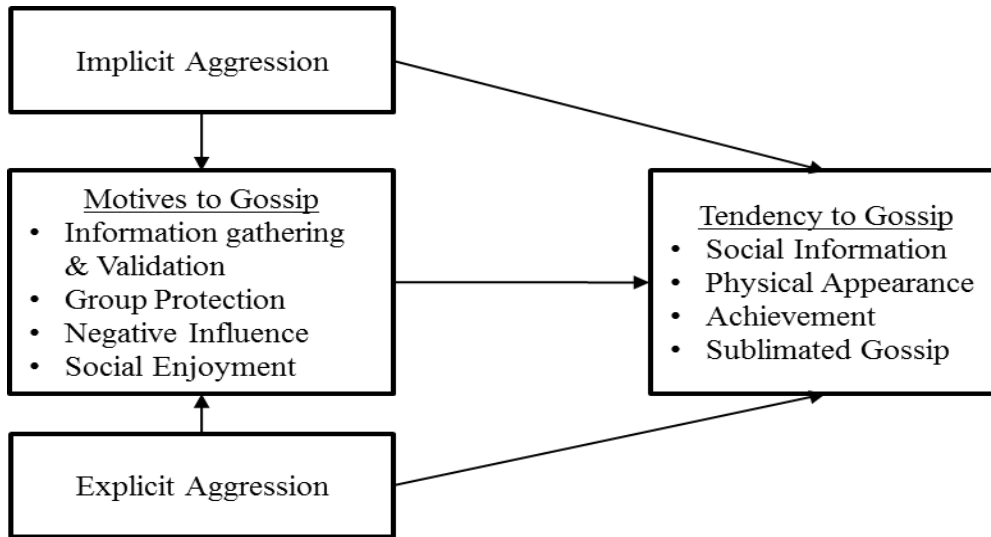 Implicit Aggression
Motives to Gossip
• Information gathering
& Validation
• Group Protection
• Negative Influence
• Social Enjoyment
Tendency to Gossip
• Social Information
• Physical Appearance
• Achievement
• Sublimated Gossip
Explicit Aggression